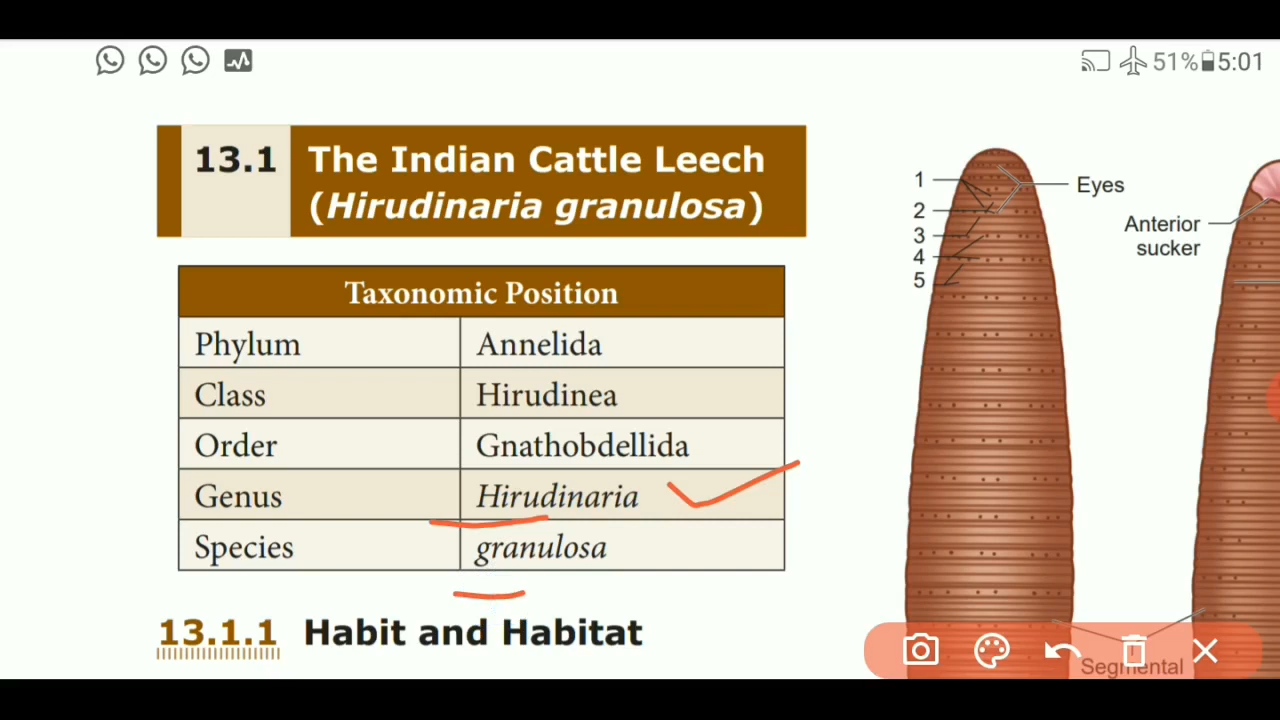 51% 5:01
13.1 The Indian Cattle Leech
(Hirudinaria granulosa)
Taxonomic Position
Phylum Annelida
Class Hirudinea
Order Gnathobdellida
Genus Hirudinaria
Species granulosa
13.1.1 Habit and Habitat
1
2
3
4
5
Eyes
Anterior
sucker
Segmental